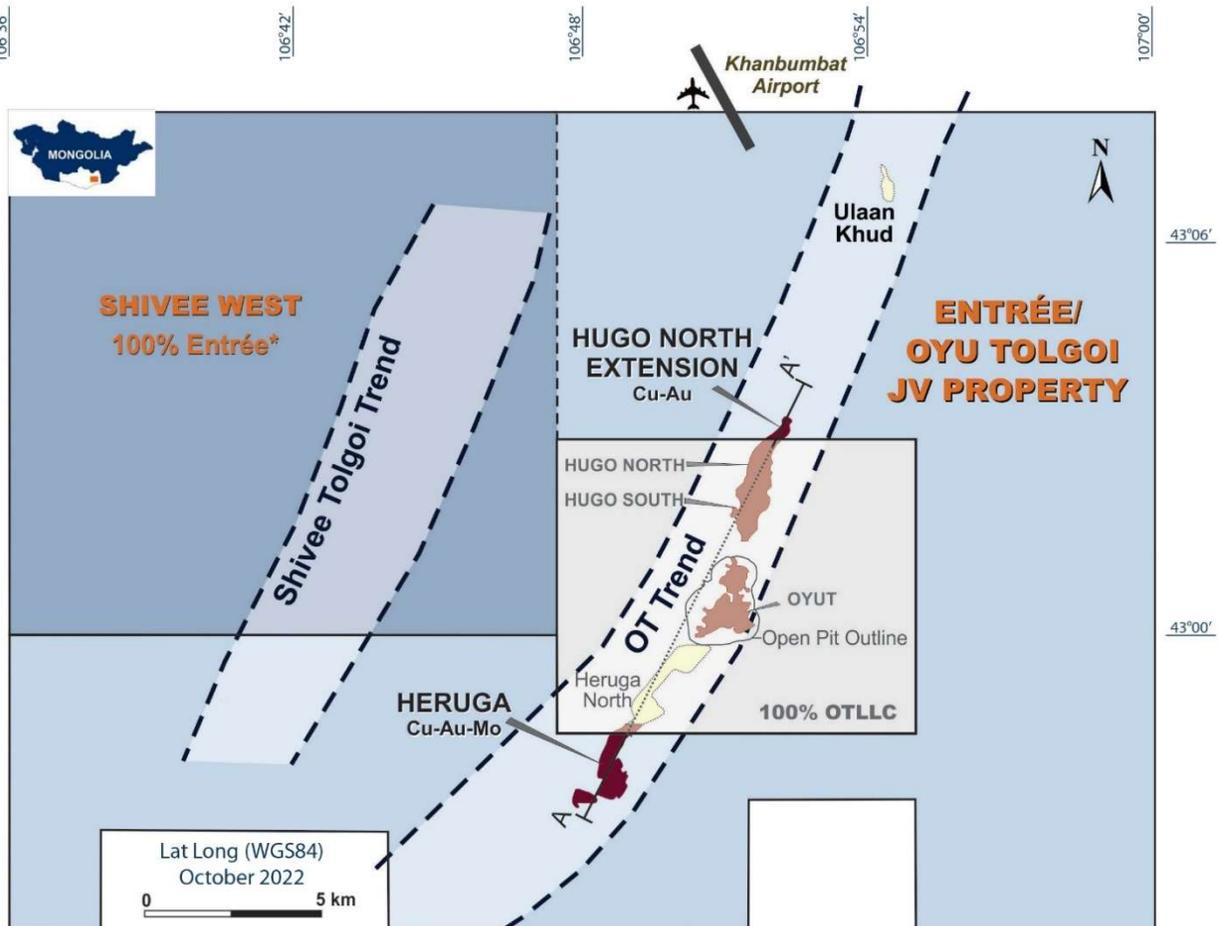 106°36'
106°42'
106°48'
106°54'
107°00'
Khanbumbat
Airport
MONGOLIA
N
Ulaan
Khud
43°06'
SHIVEE WEST
100% Entrée*
ENTRÉE/
OYU TOLGOI
JV PROPERTY
HUGO NORTH
EXTENSION
Cu-Au
A'
Shivee Tolgoi Trend
HUGO NORTH
HUGO SOUTH
OT Trend
OYUT
Open Pit Outline
43°00'
Heruga
North
100% OTLLC
HERUGA
Cu-Au-Mo
A
Lat Long (WGS84)
October 2022
0 5 km